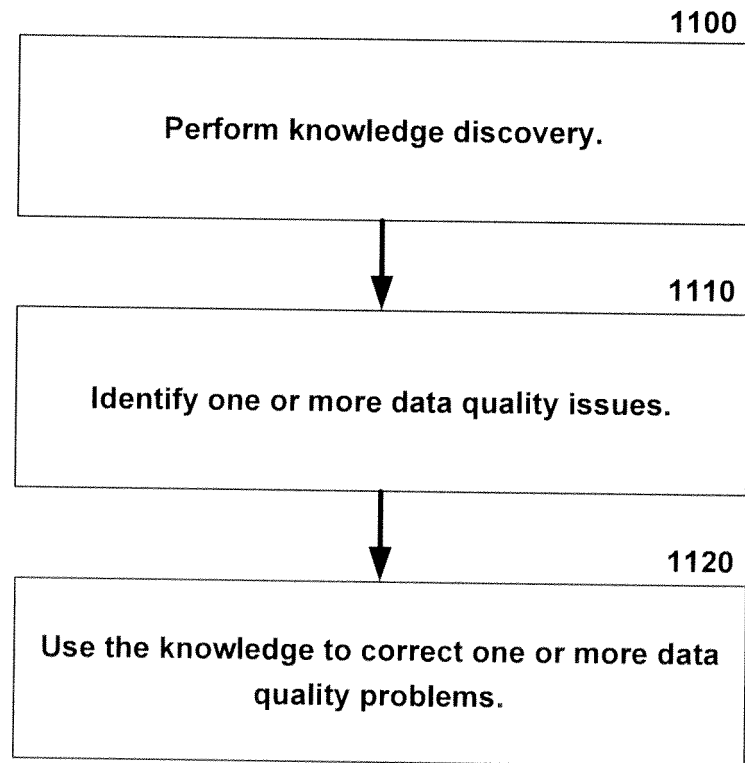 1100
Perform knowledge discovery.
1110
Identify one or more data quality issues.
1120
Use the knowledge to correct one or more data
quality problems.